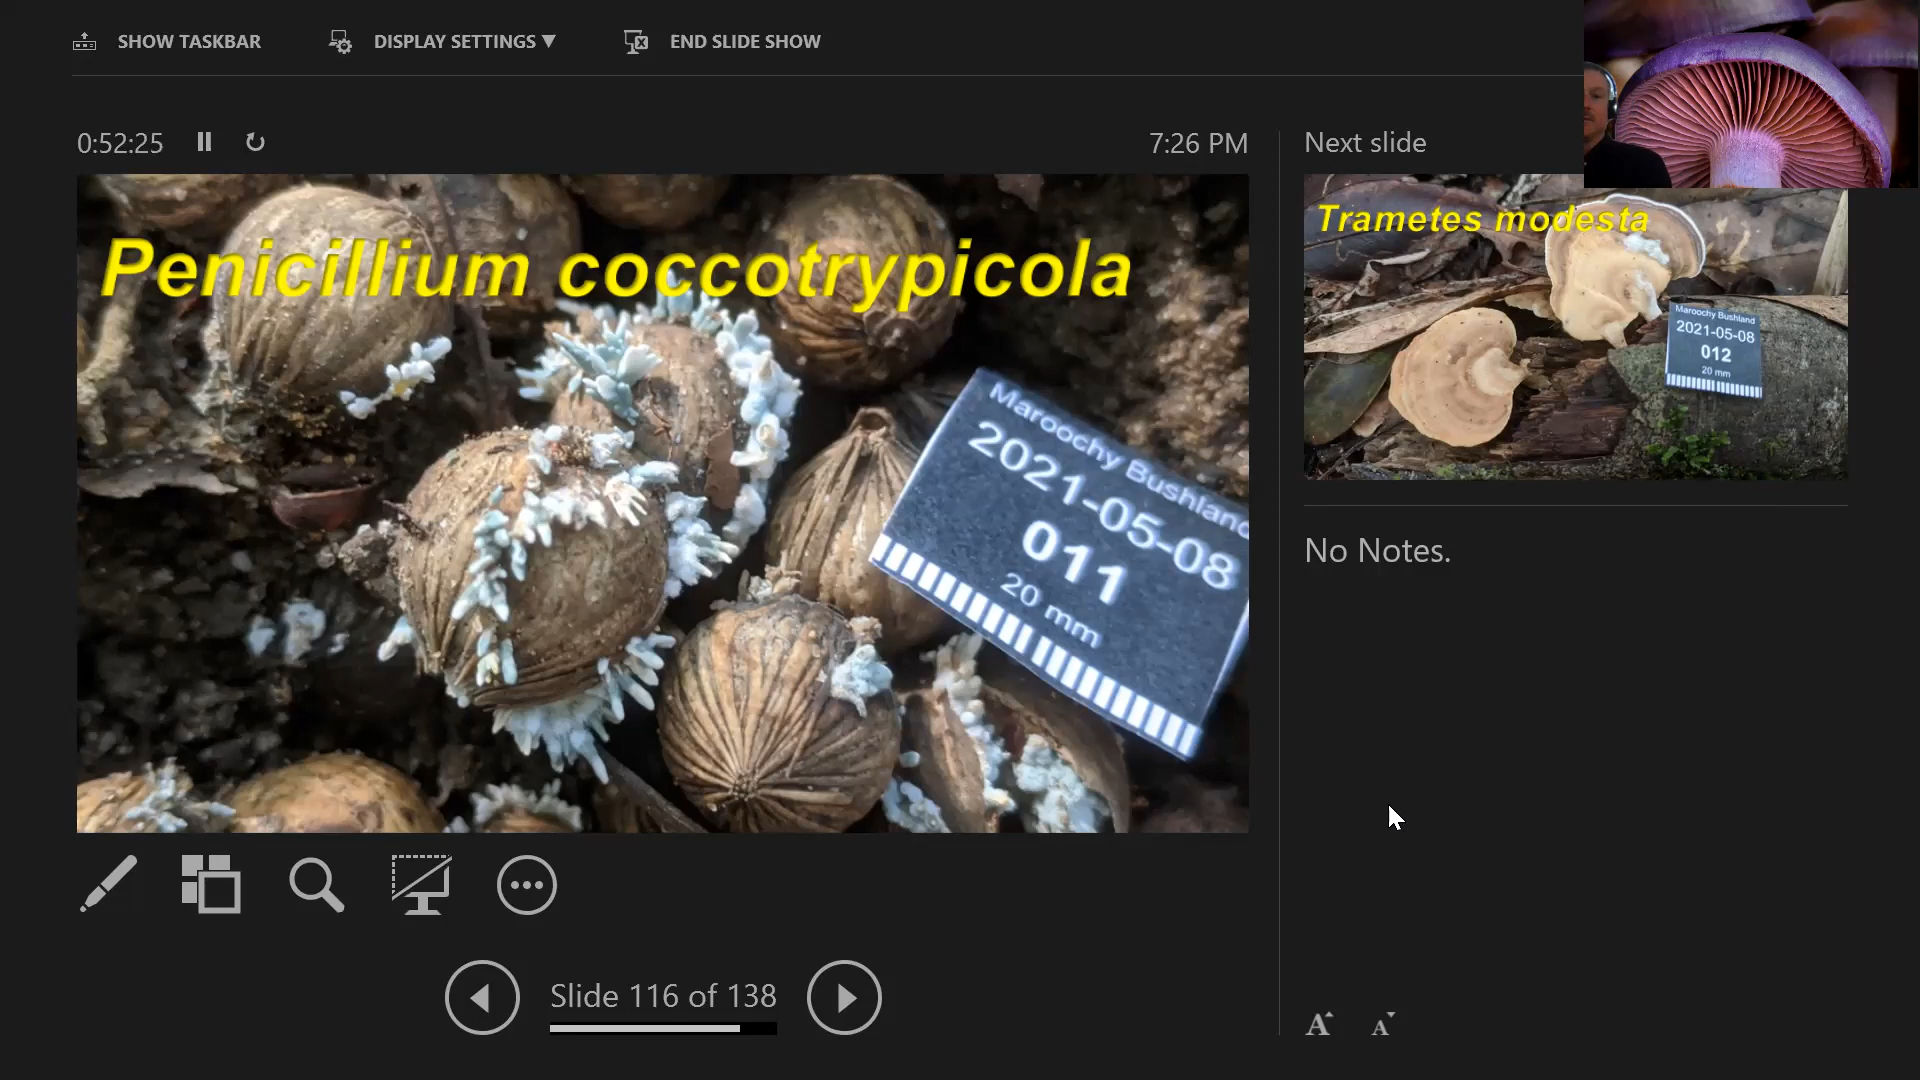 SHOW TASKBAR
DISPLAY SETTINGS ▼
END SLIDE SHOW
0:52:25
7:26 PM
Next slide
Penicillium coccotrypicola
Maroochy Bushland
2021-05-08
011
20 mm
Trametes modesta
Maroochy Bushland
2021-05-08
012
20 mm
No Notes.
Slide 116 of 138
A A